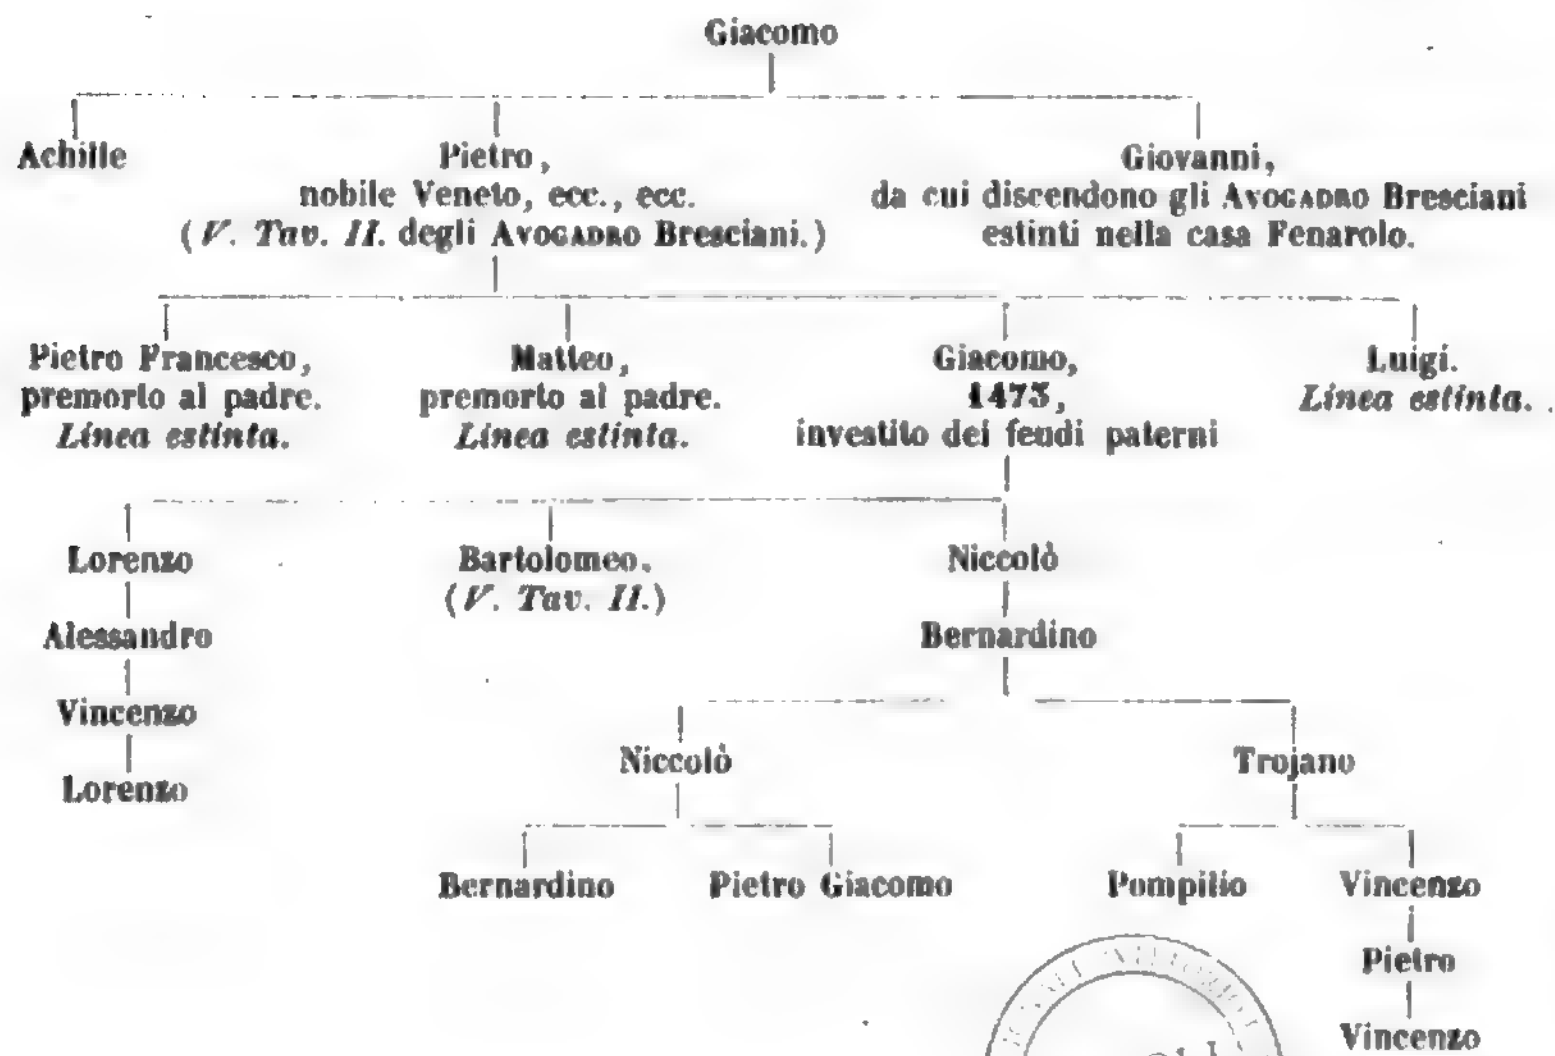 Giacomo
Achille
Pietro,
nobile Veneto, ecc., ecc.
(V. Tav. II. degli AVOGADRO Bresciani.)
Giovanni,
da cui discendono gli AVOGADRO Bresciani
estinti nella casa Fenarolo.
Pietro Francesco,
premorto al padre.
Linea estinta.
Matteo,
premorto al padre.
Linea estinta.
Giacomo,
1473,
investito dei feudi paterni
Luigi.
Linea estinta.
Lorenzo
Bartolomeo.
(V. Tav. II.)
Niccolò
Alessandro
Bernardino
Vincenzo
Niccolò
Trojano
Lorenzo
Bernardino
Pietro Giacomo
Pompilio
Vincenzo
Pietro
Vincenzo